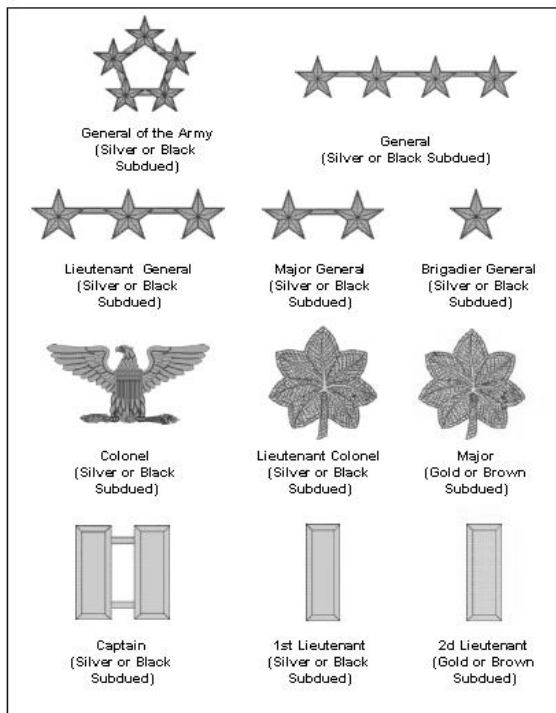 General of the Army
(Silver or Black
Subdued)
General
(Silver or Black Subdued)
Lieutenant General
(Silver or Black
Subdued)
Major General
(Silver or Black
Subdued)
Brigadier General
(Silver or Black
Subdued)
Colonel
(Silver or Black
Subdued)
Lieutenant Colonel
(Silver or Black
Subdued)
Major
(Gold or Brown
Subdued)
Captain
(Silver or Black
Subdued)
1st Lieutenant
(Silver or Black
Subdued)
2d Lieutenant
(Gold or Brown
Subdued)